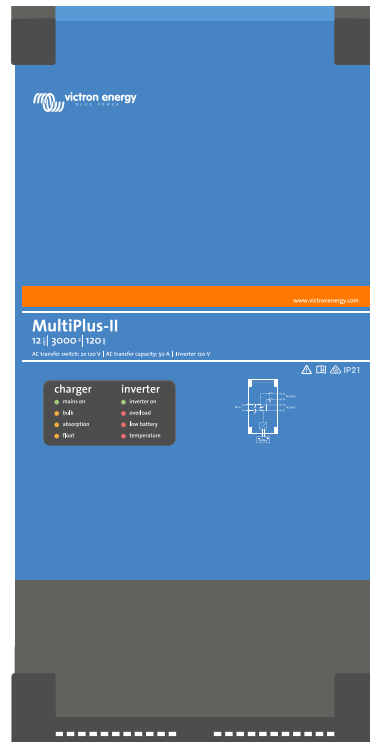 victron energy
BLUE POWER
www.victronenergy.com
MultiPlus-II
12 | 3000 | 120
AC transfer switch: 2x 120 V | AC transfer capacity: 50 A | Inverter 120 V
IP21
charger inverter
mains on inverter on
bulk overload
absorption low battery
float temperature